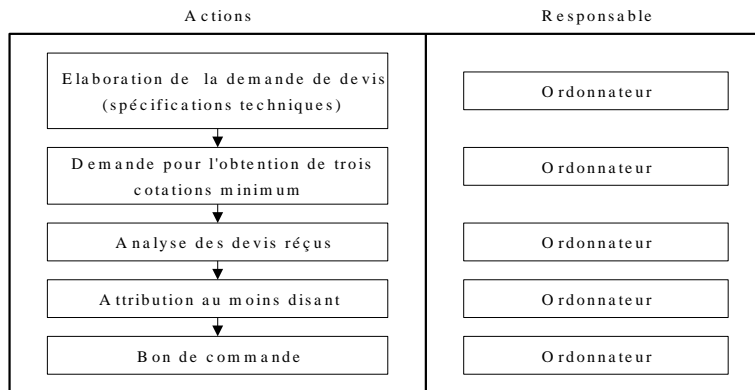 Actions
Responsable
Elaboration de la demande de devis
(spécifications techniques)
Ordonnateur
Demande pour l'obtention de trois
cotations minimum
Ordonnateur
Analyse des devis réçus
Ordonnateur
Attribution au moins disant
Ordonnateur
Bon de commande
Ordonnateur